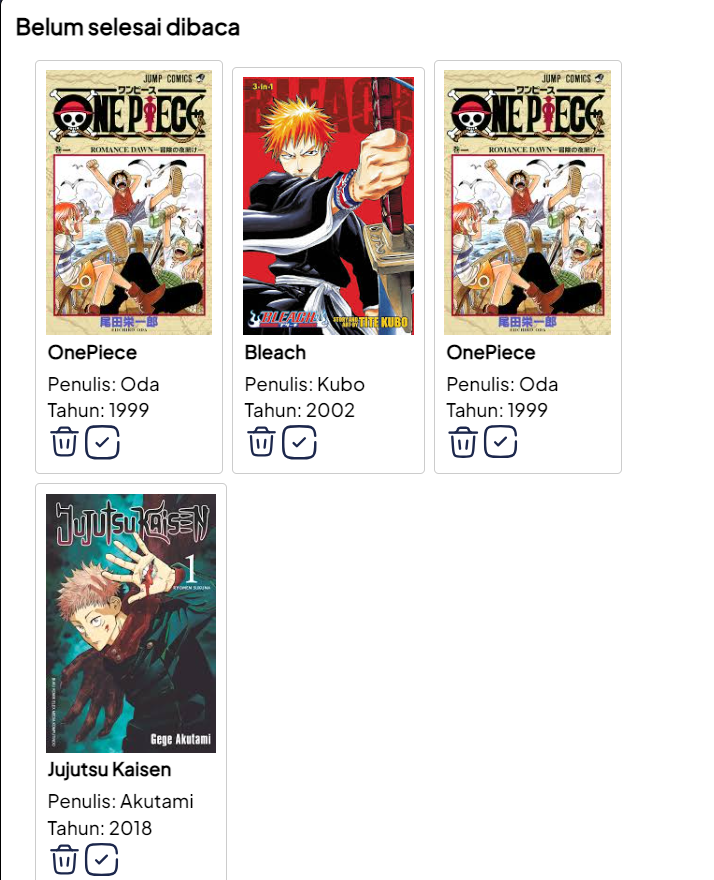 Belum selesai dibaca
JUMP COMICS
ワンピース
ONE PIECE
巻一 ROMANCE DAWN—冒険の夜明け—
尾田栄一郎
EIICHIRO ODA
OnePiece
Penulis: Oda
Tahun: 1999
3-in-1
BLEACH
BLEACH
STORY AND ART BY TITE KUBO
Bleach
Penulis: Kubo
Tahun: 2002
JUMP COMICS
ワンピース
ONE PIECE
巻一 ROMANCE DAWN—冒険の夜明け—
尾田栄一郎
EIICHIRO ODA
OnePiece
Penulis: Oda
Tahun: 1999
JUJUTSU KAISEN
1
RYOMEN SUKUNA
Gege Akutami
Jujutsu Kaisen
Penulis: Akutami
Tahun: 2018